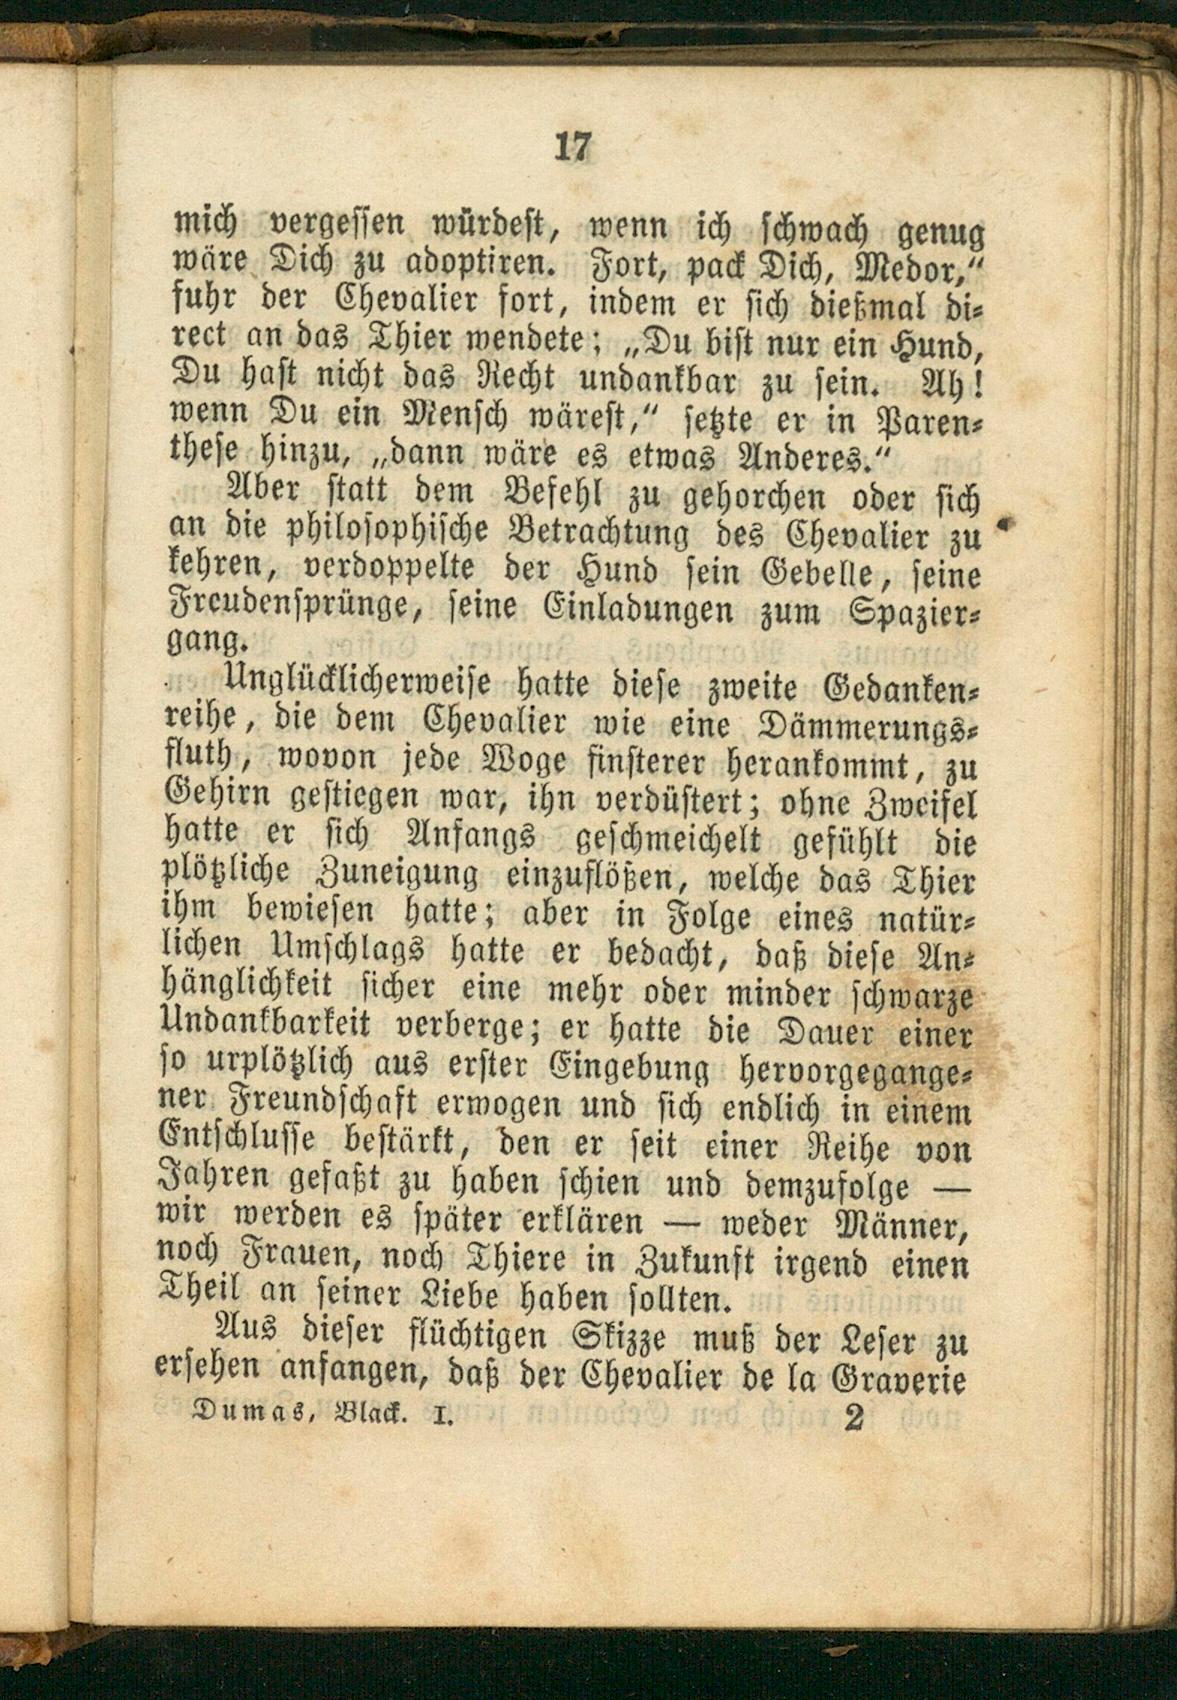 17
mich vergessen würdest, wenn ich schwach genug
wäre Dich zu adoptiren. Fort, pack Dich, Medor,“
fuhr der Chevalier fort, indem er sich dießmal di-
rect an das Thier wendete; „Du bist nur ein Hund,
Du hast nicht das Recht undankbar zu sein. Ah!
wenn Du ein Mensch wärest,“ setzte er in Paren-
these hinzu, „dann wäre es etwas Anderes.“
Aber statt dem Befehl zu gehorchen oder sich
an die philosophische Betrachtung des Chevalier zu
kehren, verdoppelte der Hund sein Gebelle, seine
Freudensprünge, seine Einladungen zum Spazier-
gang.
Unglücklicherweise hatte diese zweite Gedanken-
reihe, die dem Chevalier wie eine Dämmerungs-
fluth, wovon jede Woge finsterer herankommt, zu
Gehirn gestiegen war, ihn verdüstert; ohne Zweifel
hatte er sich Anfangs geschmeichelt gefühlt die
plötzliche Zuneigung einzuflößen, welche das Thier
ihm bewiesen hatte; aber in Folge eines natür-
lichen Umschlags hatte er bedacht, daß diese An-
hänglichkeit sicher eine mehr oder minder schwarze
Undankbarkeit verberge; er hatte die Dauer einer
so urplötzlich aus erster Eingebung hervorgegange-
ner Freundschaft erwogen und sich endlich in einem
Entschlusse bestärkt, den er seit einer Reihe von
Jahren gefaßt zu haben schien und demzufolge —
wir werden es später erklären — weder Männer,
noch Frauen, noch Thiere in Zukunft irgend einen
Theil an seiner Liebe haben sollten.
Aus dieser flüchtigen Skizze muß der Leser zu
ersehen anfangen, daß der Chevalier de la Graverie
Dumas, Black. I. 2